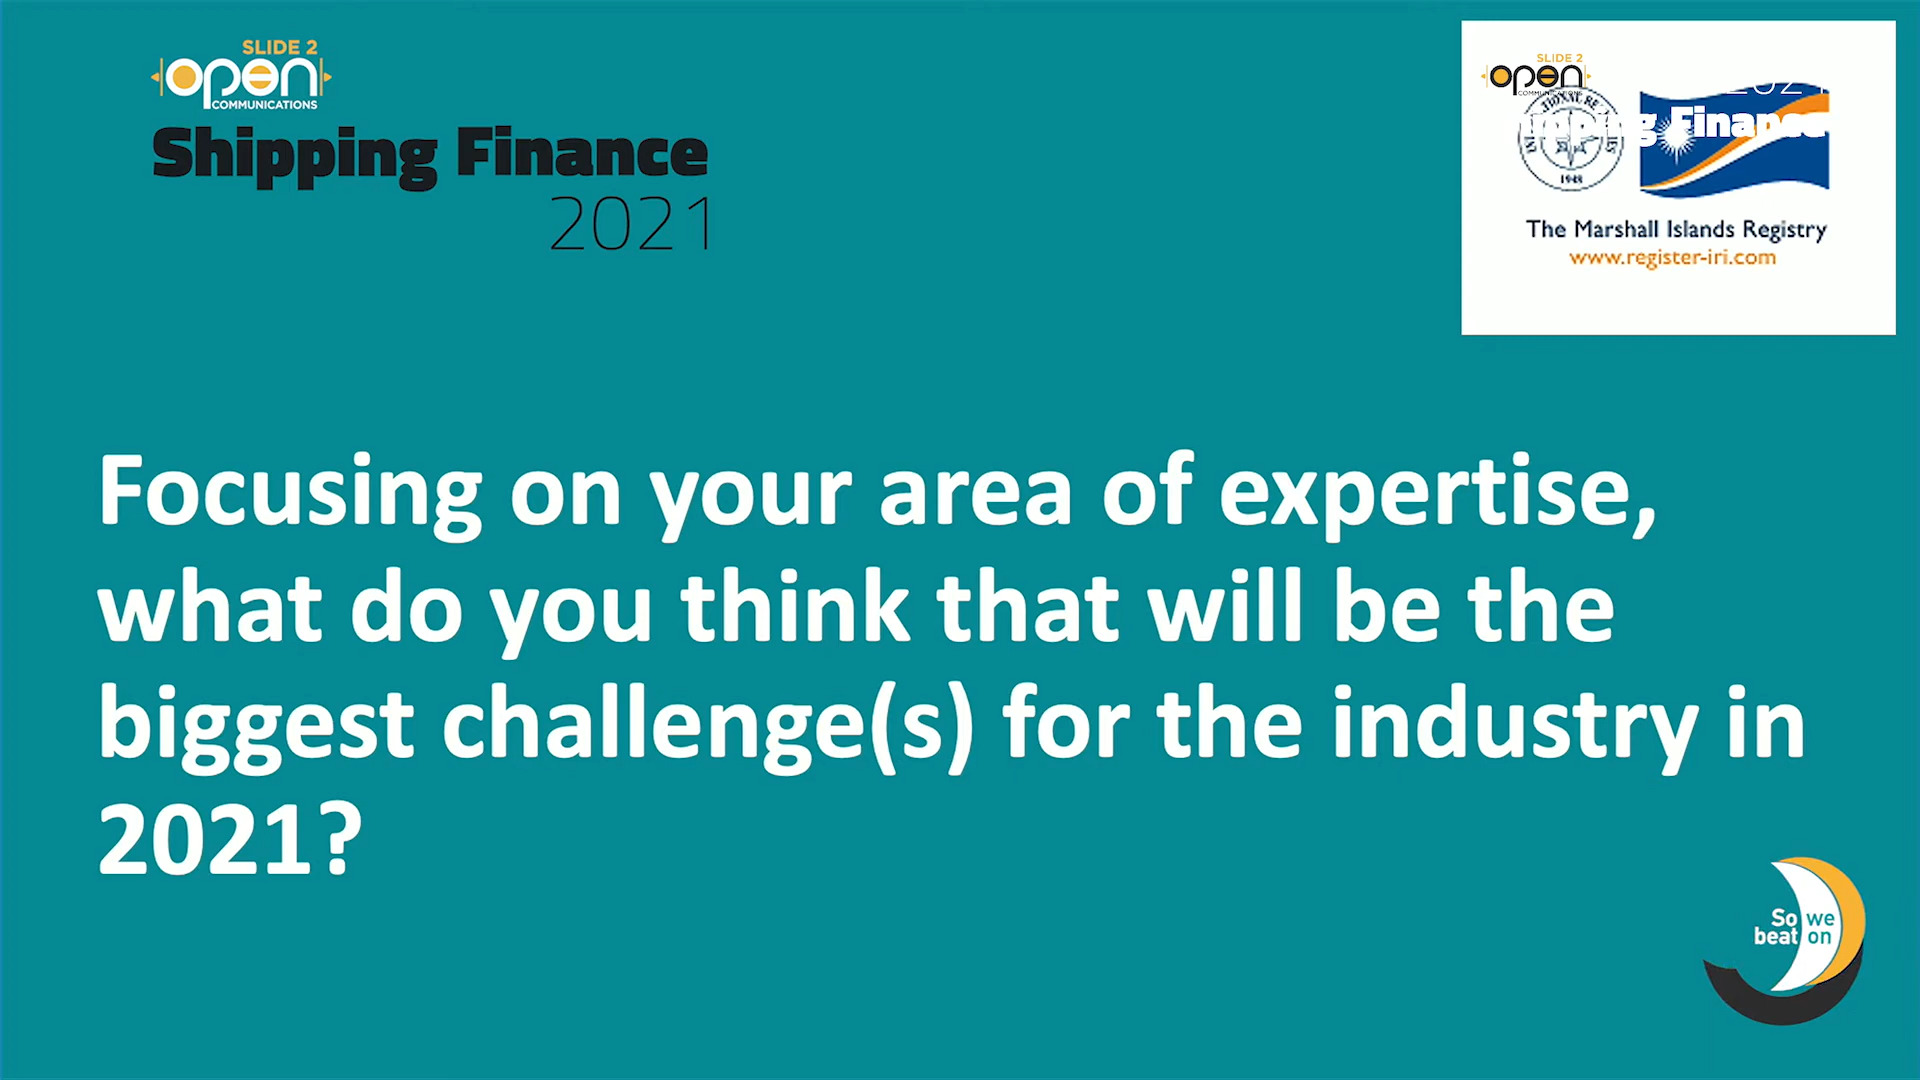 SLIDE 2
open
COMMUNICATIONS
Shipping Finance
2021
SLIDE 2
open
Finance
1948
The Marshall Islands Registry
www.register-iri.com
Focusing on your area of expertise,
what do you think that will be the
biggest challenge(s) for the industry in
2021?
So we
beat on